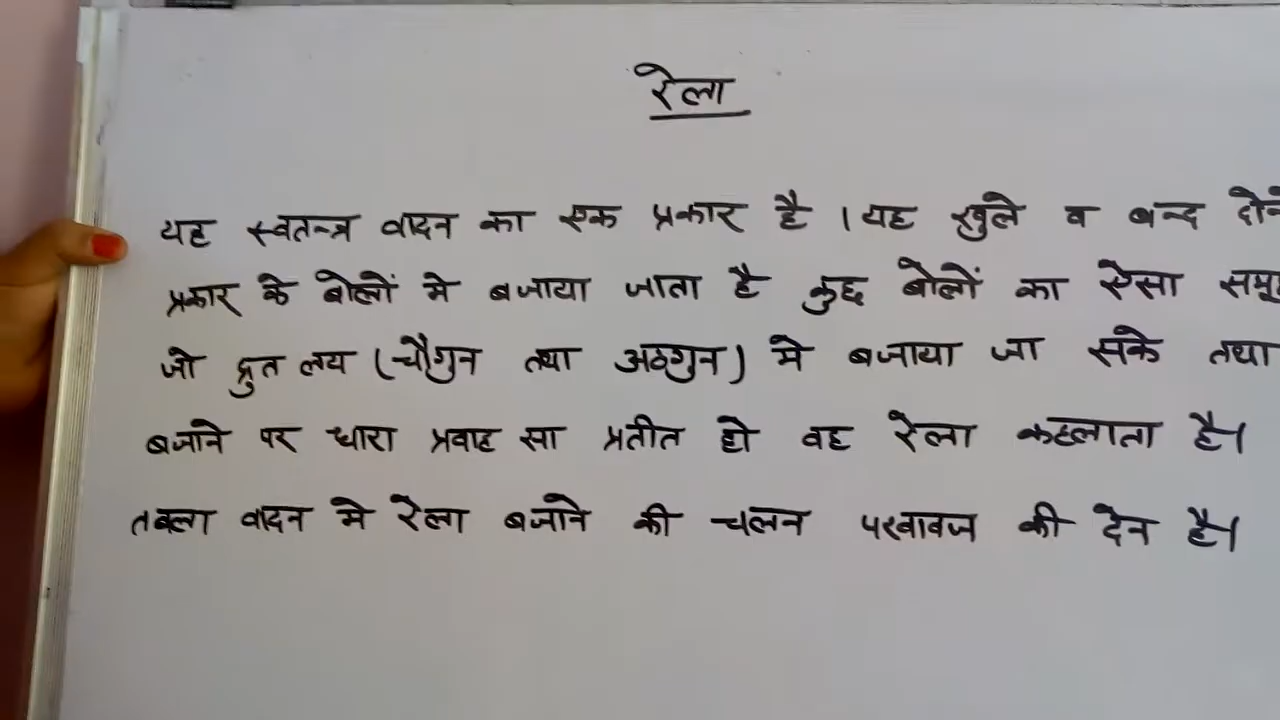 रेला
यह स्वतन्त्र वादन का एक प्रकार है । यह खुले व बन्द
प्रकार के बोलों मे बजाया जाता है कुछ बोलों का ऐसा
जो द्रुत लय (चौगुन तथा अठगुन) मे बजाया जा सके तथा
बजाने पर धारा प्रवाह सा प्रतीत हो वह रेला कहलाता है।
तबला वादन मे रेला बजाने की चलन पखावज की देन है।